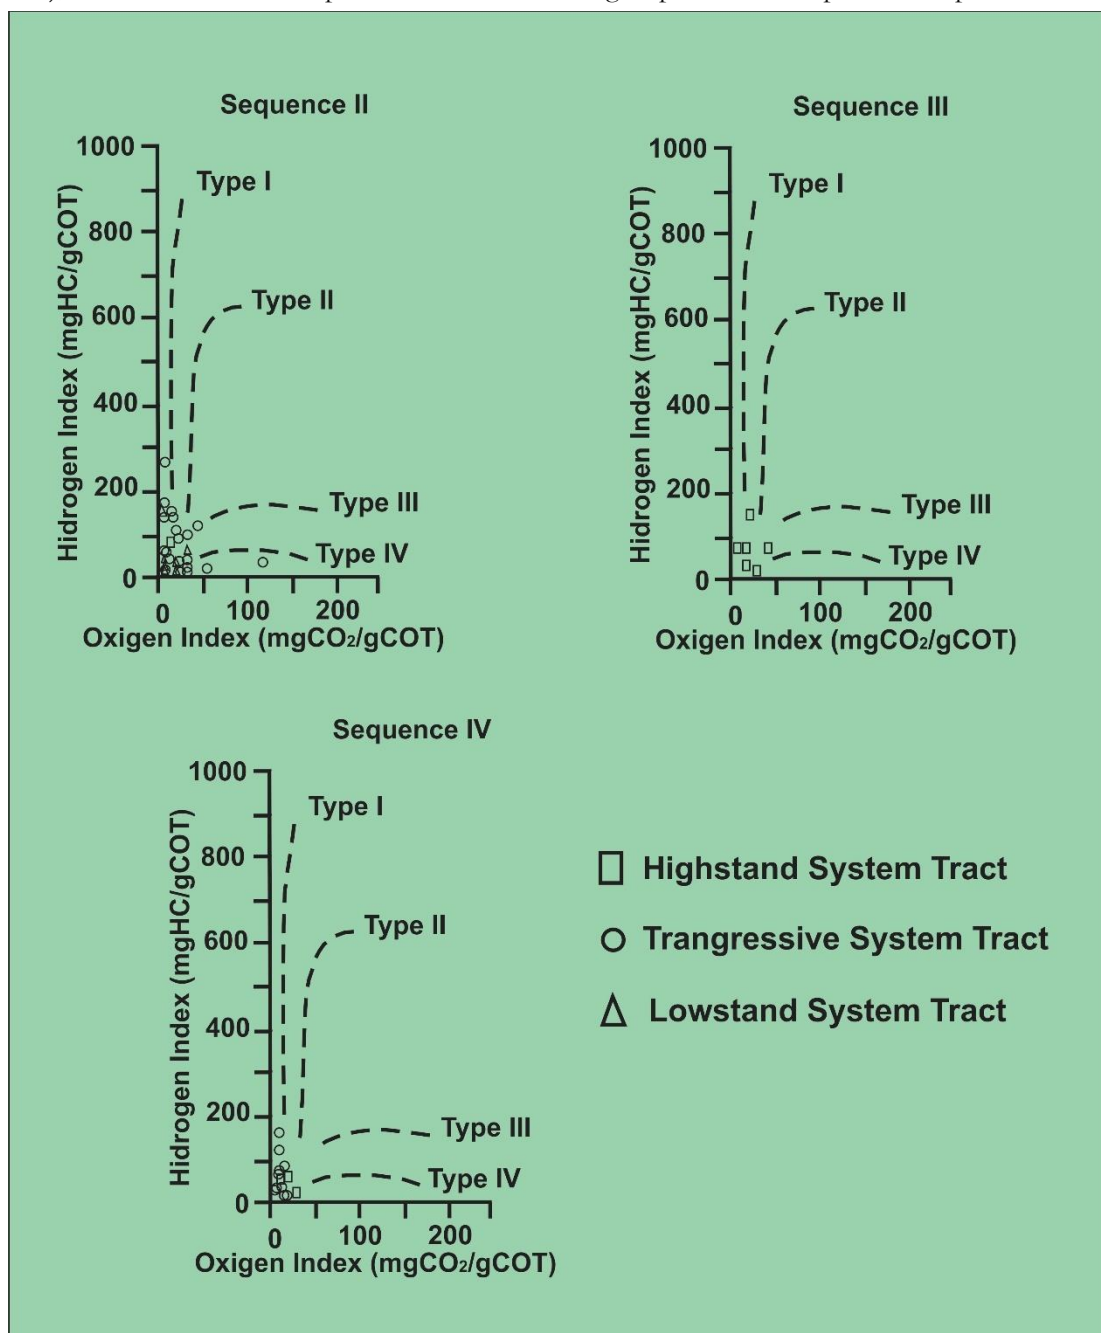 Sequence II
1000
800
600
400
200
0
Hidrogen Index (mgHC/gCOT)
Type I
Type II
Type III
Type IV
0 100 200
Oxigen Index (mgCO2/gCOT)
Sequence III
1000
800
600
400
200
0
Hidrogen Index (mgHC/gCOT)
Type I
Type II
Type III
Type IV
0 100 200
Oxigen Index (mgCO2/gCOT)
Sequence IV
1000
800
600
400
200
0
Hidrogen Index (mgHC/gCOT)
Type I
Type II
Type III
Type IV
0 100 200
Oxigen Index (mgCO2/gCOT)
Highstand System Tract
Trangressive System Tract
Lowstand System Tract